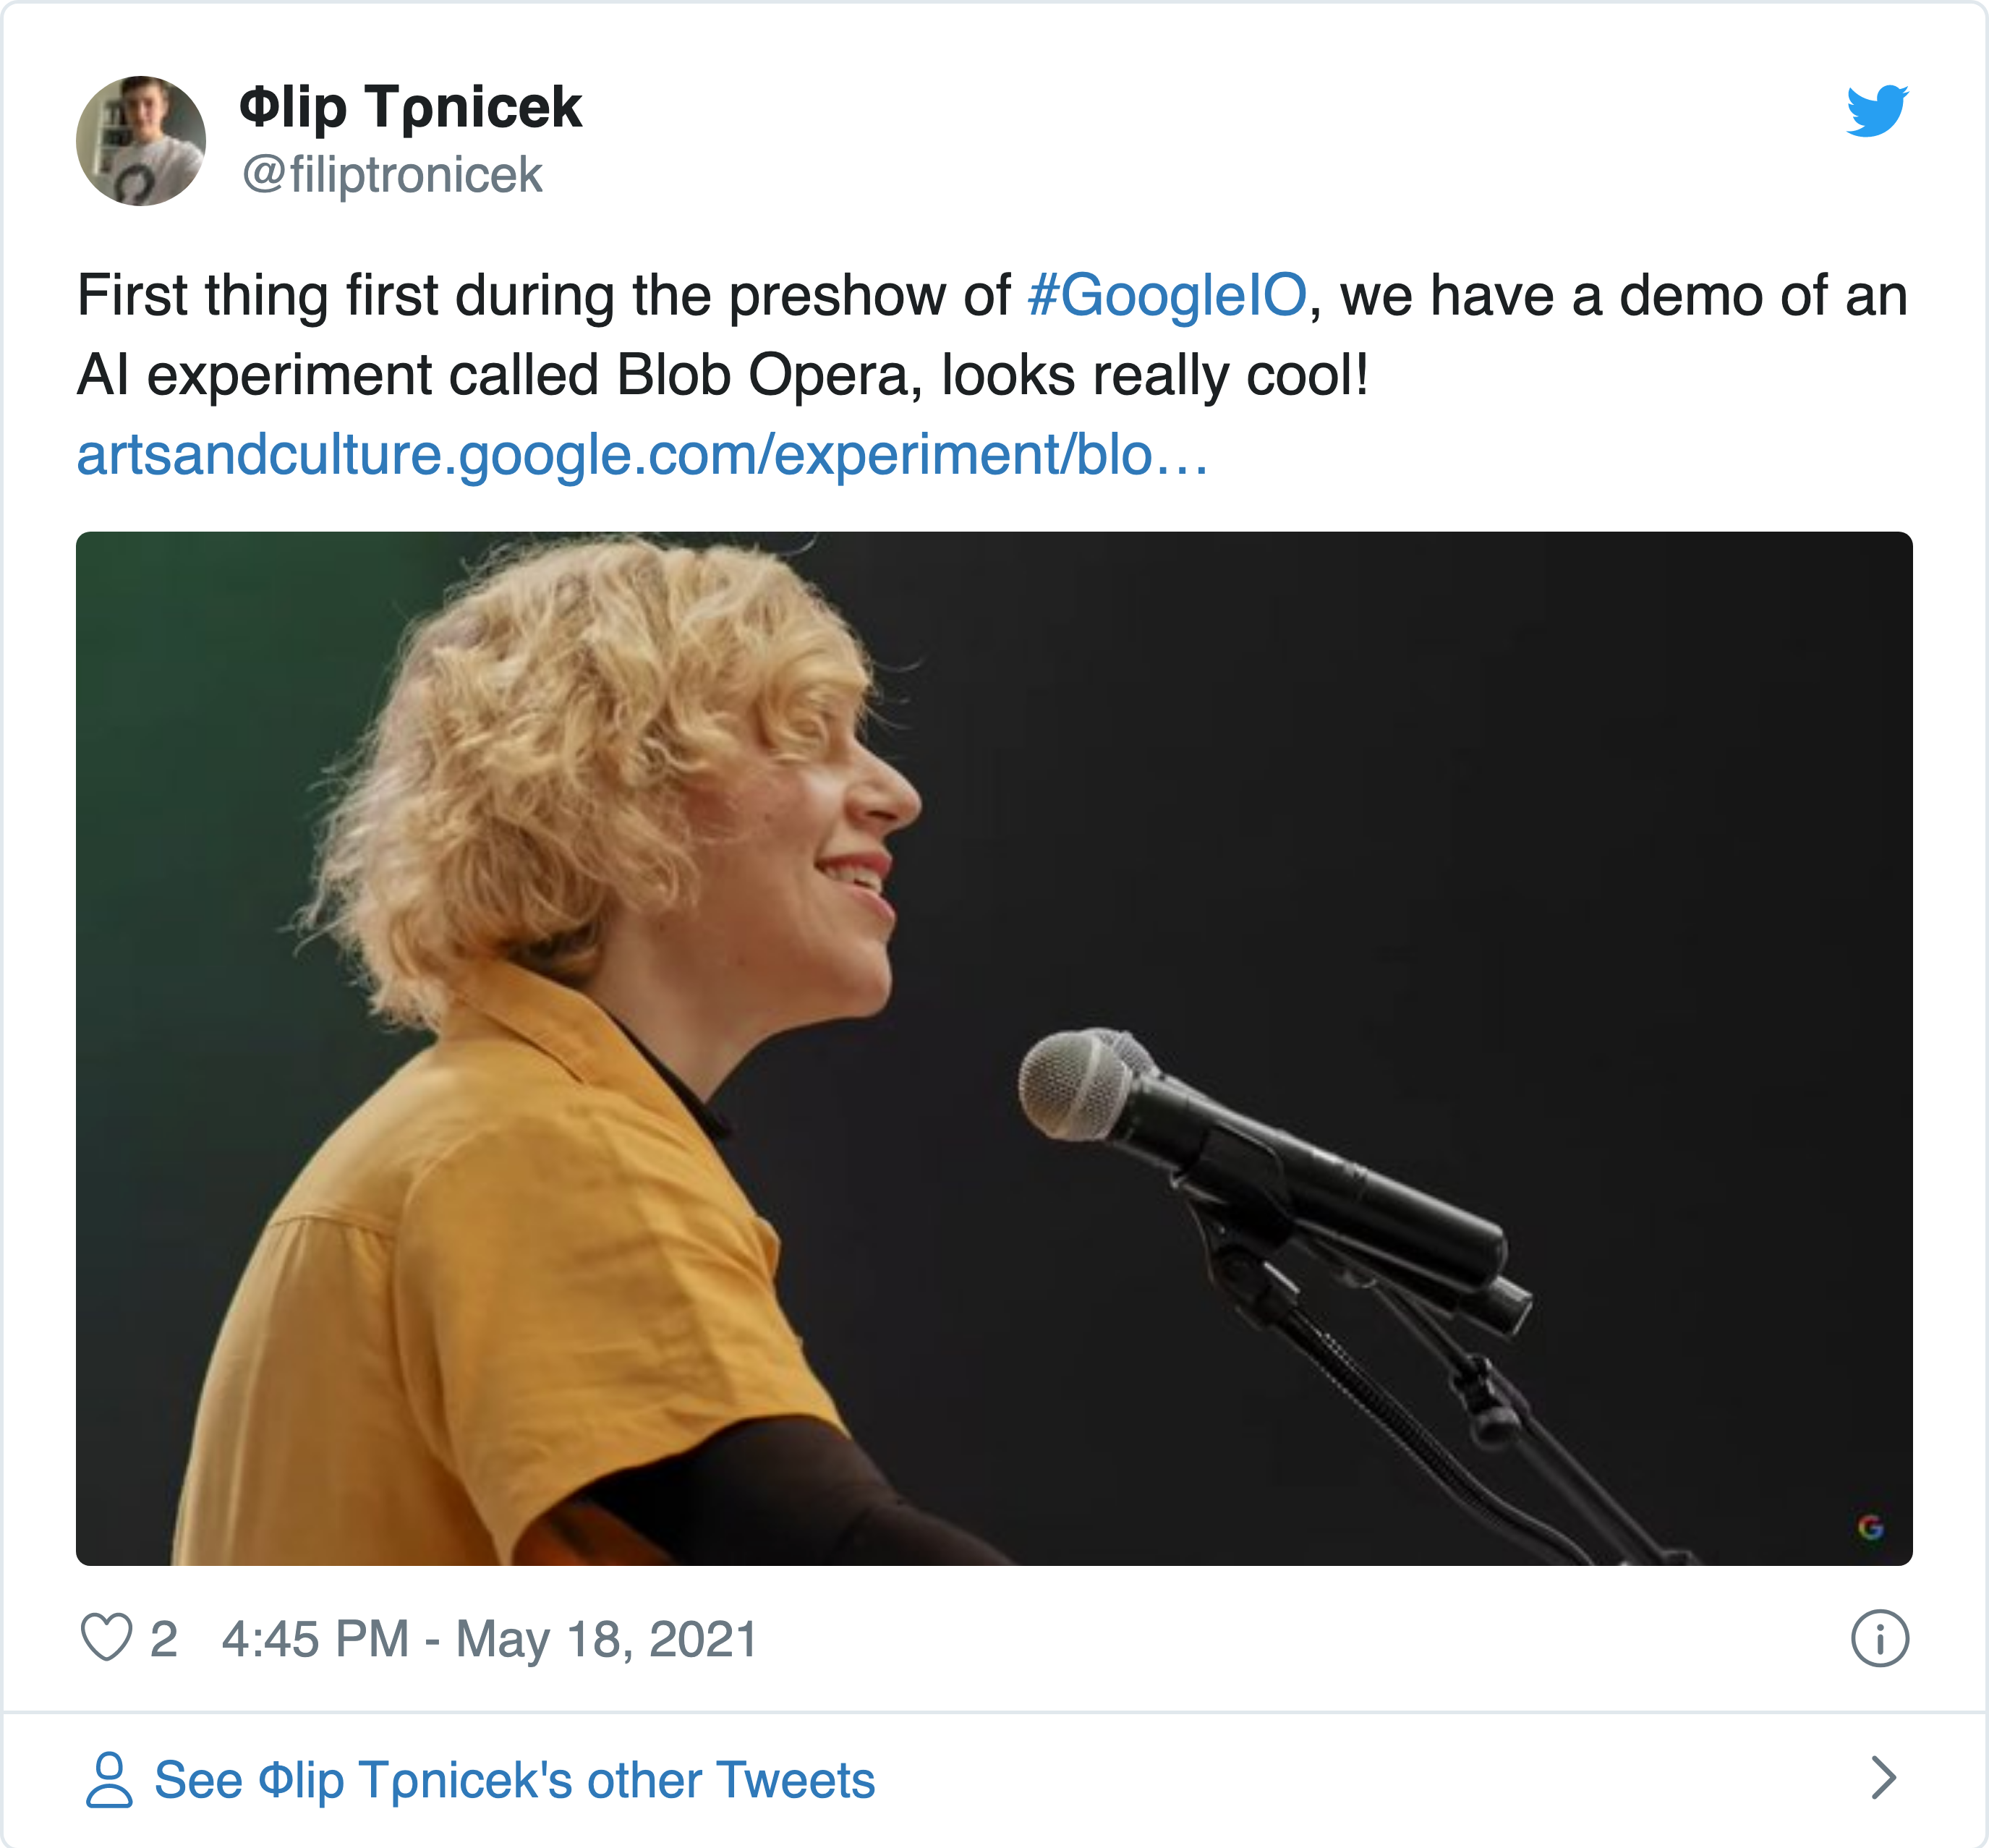 Φlip Tρnicek
@filiptronicek
First thing first during the preshow of #GoogleIO, we have a demo of an
AI experiment called Blob Opera, looks really cool!
artsandculture.google.com/experiment/blo…
G
2 4:45 PM - May 18, 2021
See Φlip Tρnicek's other Tweets